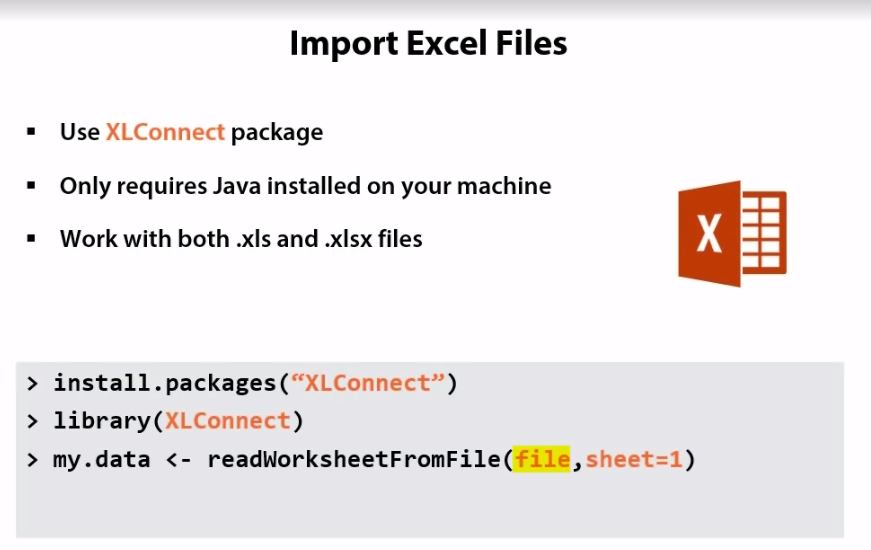 Import Excel Files
▪ Use XLConnect package
▪ Only requires Java installed on your machine
▪ Work with both .xls and .xlsx files
X
> install.packages(“XLConnect”)
> library(XLConnect)
> my.data <- readWorksheetFromFile(file,sheet=1)